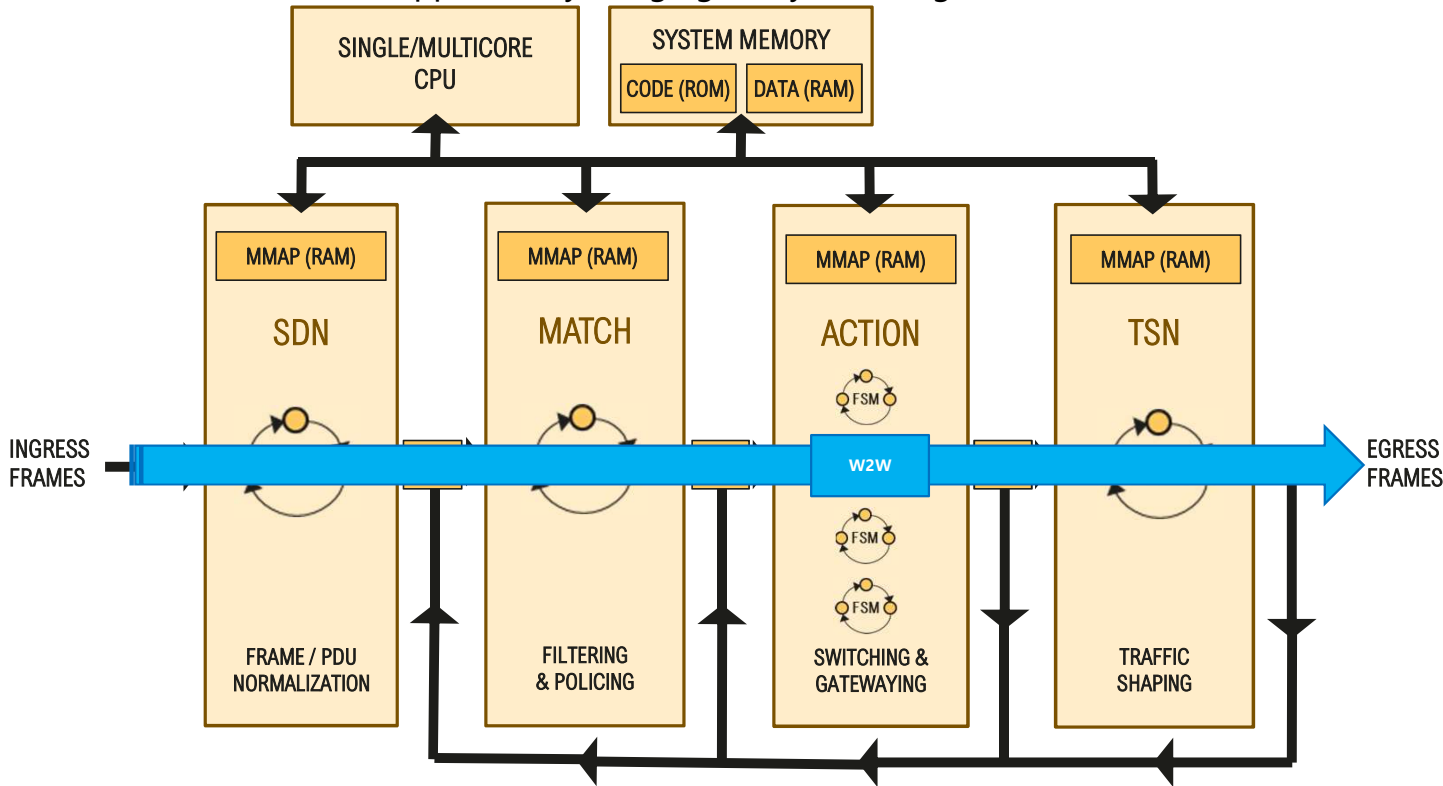 SINGLE/MULTICORE
CPU
SYSTEM MEMORY
CODE (ROM)
DATA (RAM)
MMAP (RAM)
MMAP (RAM)
MMAP (RAM)
MMAP (RAM)
SDN
MATCH
ACTION
TSN
FSM
INGRESS
FRAMES
W2W
EGRESS
FRAMES
FSM
FSM
FRAME / PDU
NORMALIZATION
FILTERING
& POLICING
SWITCHING &
GATEWAYING
TRAFFIC
SHAPING